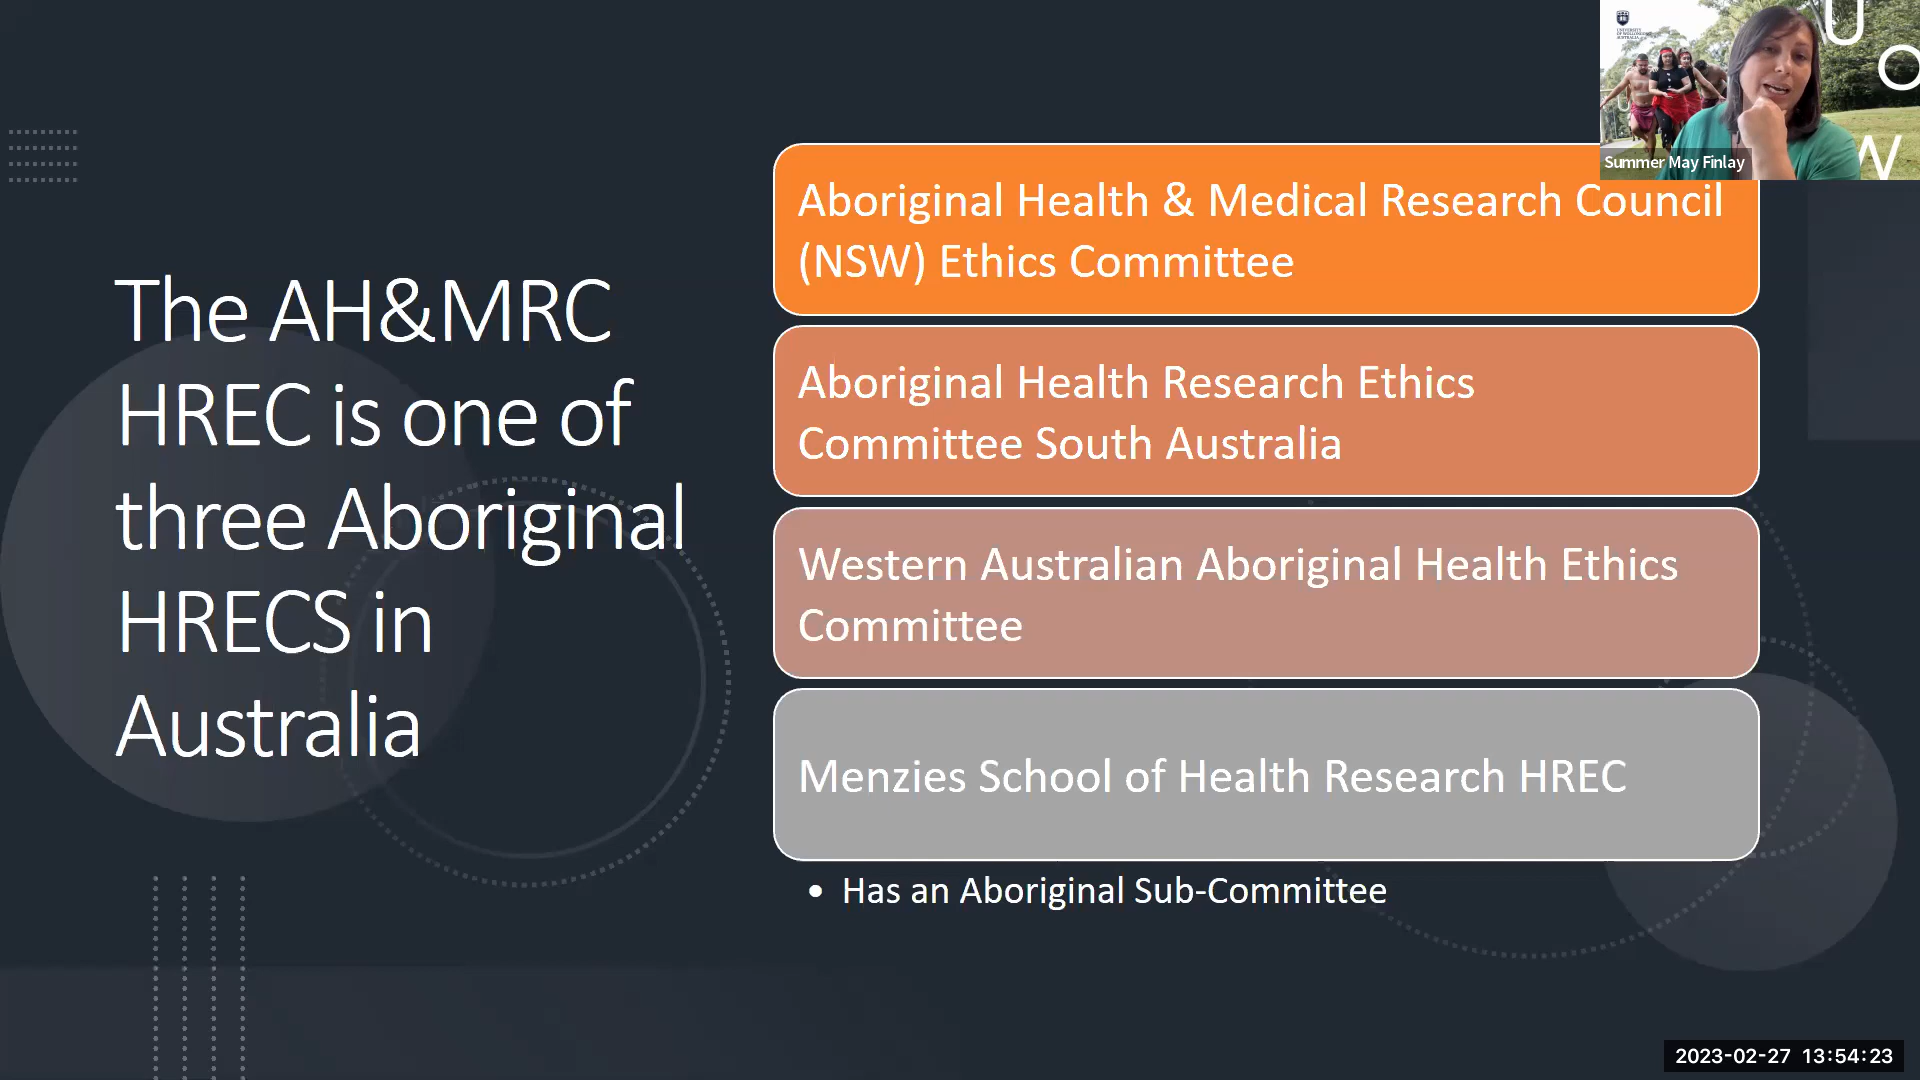 The AH&MRC
HREC is one of
three Aboriginal
HRECS in
Australia
Aboriginal Health & Medical Research Council
(NSW) Ethics Committee
Aboriginal Health Research Ethics
Committee South Australia
Western Australian Aboriginal Health Ethics
Committee
Menzies School of Health Research HREC
• Has an Aboriginal Sub-Committee
U
O
W
Summer May Finlay
2023-02-27 13:54:23